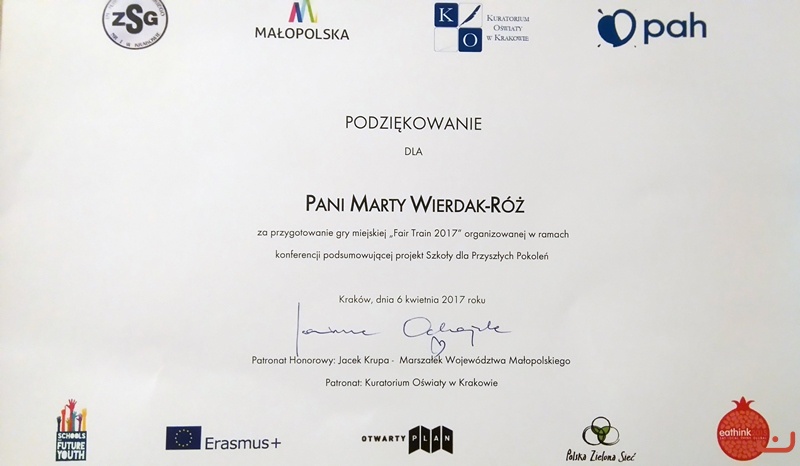 ZSG
MAŁOPOLSKA
K
O
KURATORIUM
OŚWIATY
W KRAKOWIE
pah
PODZIĘKOWANIE
DLA
PANI MARTY WIERDAK-RÓŻ
za przygotowanie gry miejskiej „Fair Train 2017” organizowanej w ramach
konferencji podsumowującej projekt Szkoły dla Przyszłych Pokoleń
Kraków, dnia 6 kwietnia 2017 roku
Patronat Honorowy: Jacek Krupa - Marszałek Województwa Małopolskiego
Patronat: Kuratorium Oświaty w Krakowie
SCHOOLS
FUTURE
YOUTH
Erasmus+
OTWARTY PLAN
Polska Zielona Sieć
eathink